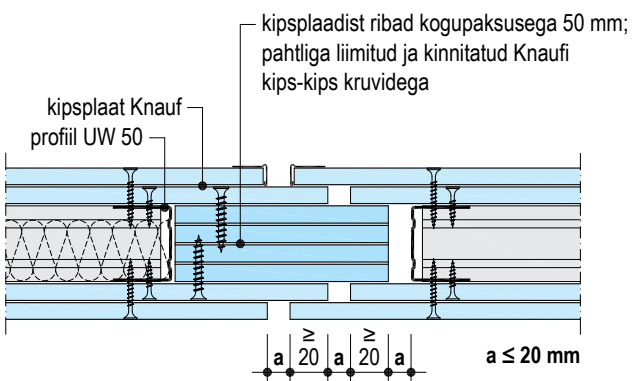 kipsplaadist ribad kogupaksusega 50 mm;
pahtliga liimitud ja kinnitatud Knaufi
kips-kips kruvidega
kipsplaat Knauf
profiil UW 50
≥ ≥
a 20 a 20 a
a ≤ 20 mm